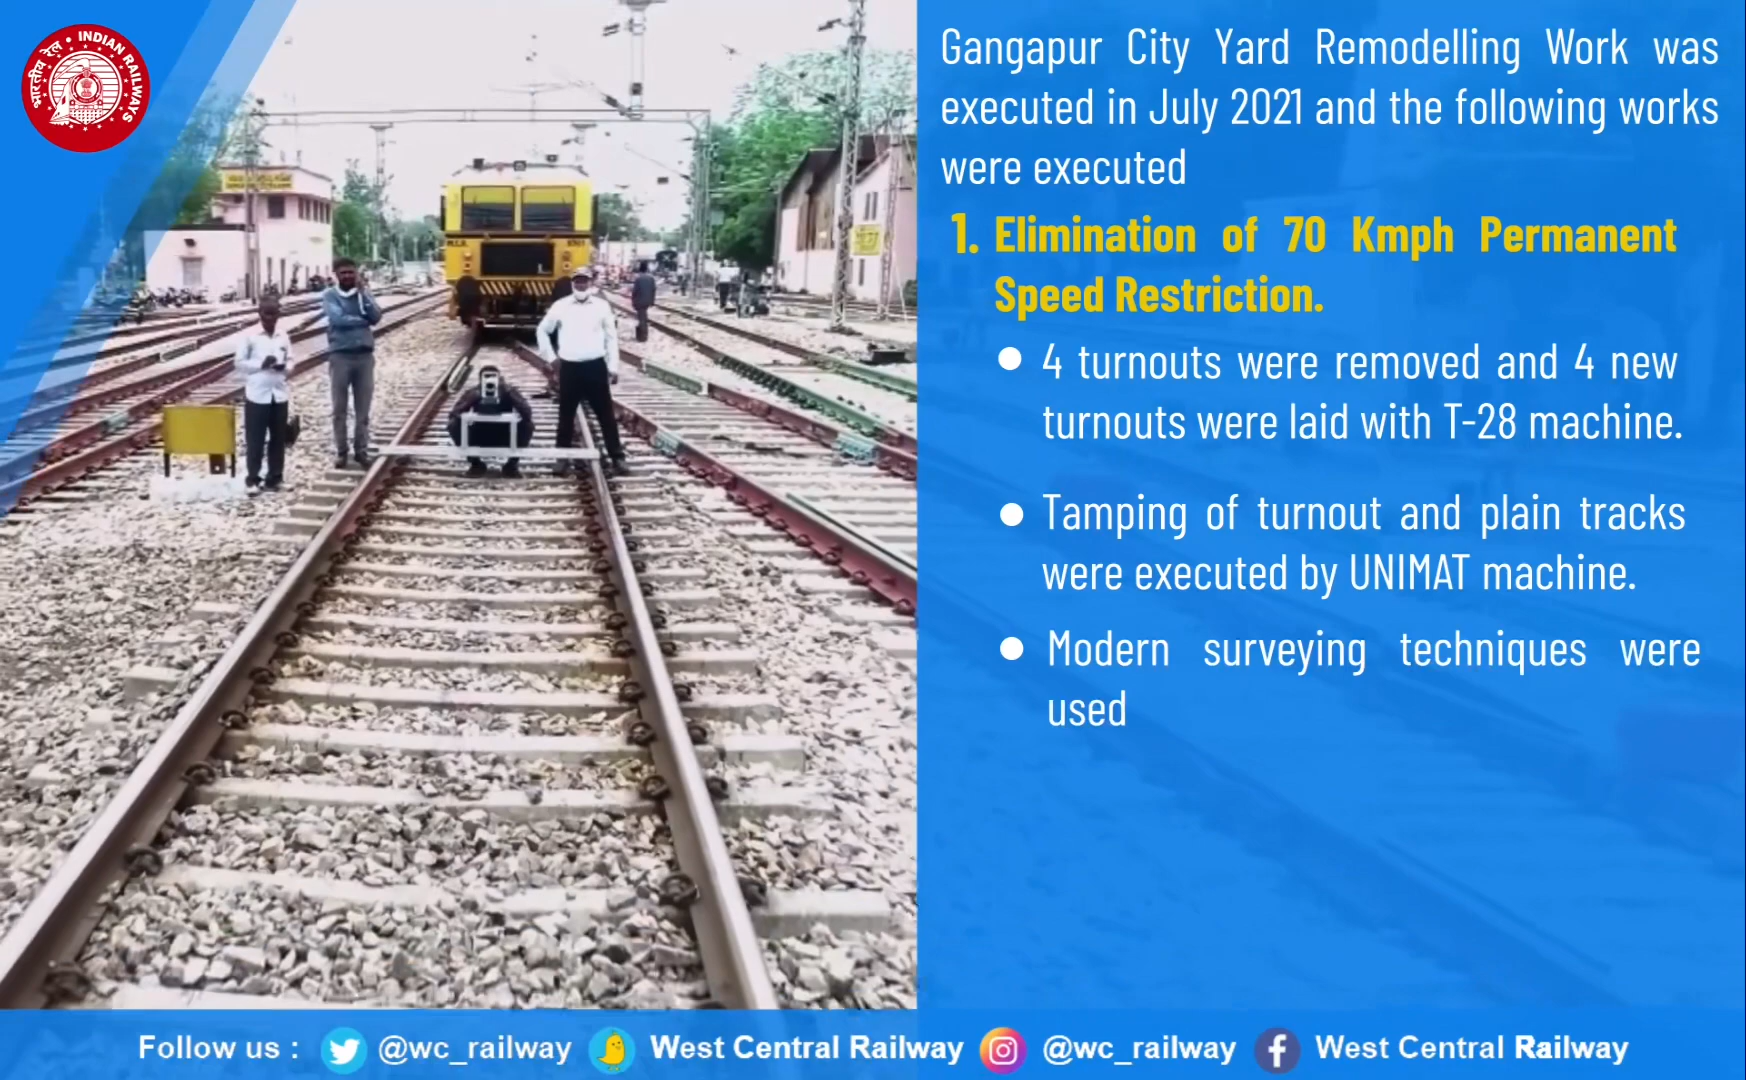 भारतीय रेल • INDIAN RAILWAYS
Gangapur City Yard Remodelling Work was
executed in July 2021 and the following works
were executed
1. Elimination of 70 Kmph Permanent
Speed Restriction.
4 turnouts were removed and 4 new
turnouts were laid with T-28 machine.
Tamping of turnout and plain tracks
were executed by UNIMAT machine.
Modern surveying techniques were
used
Follow us : @wc_railway West Central Railway @wc_railway West Central Railway